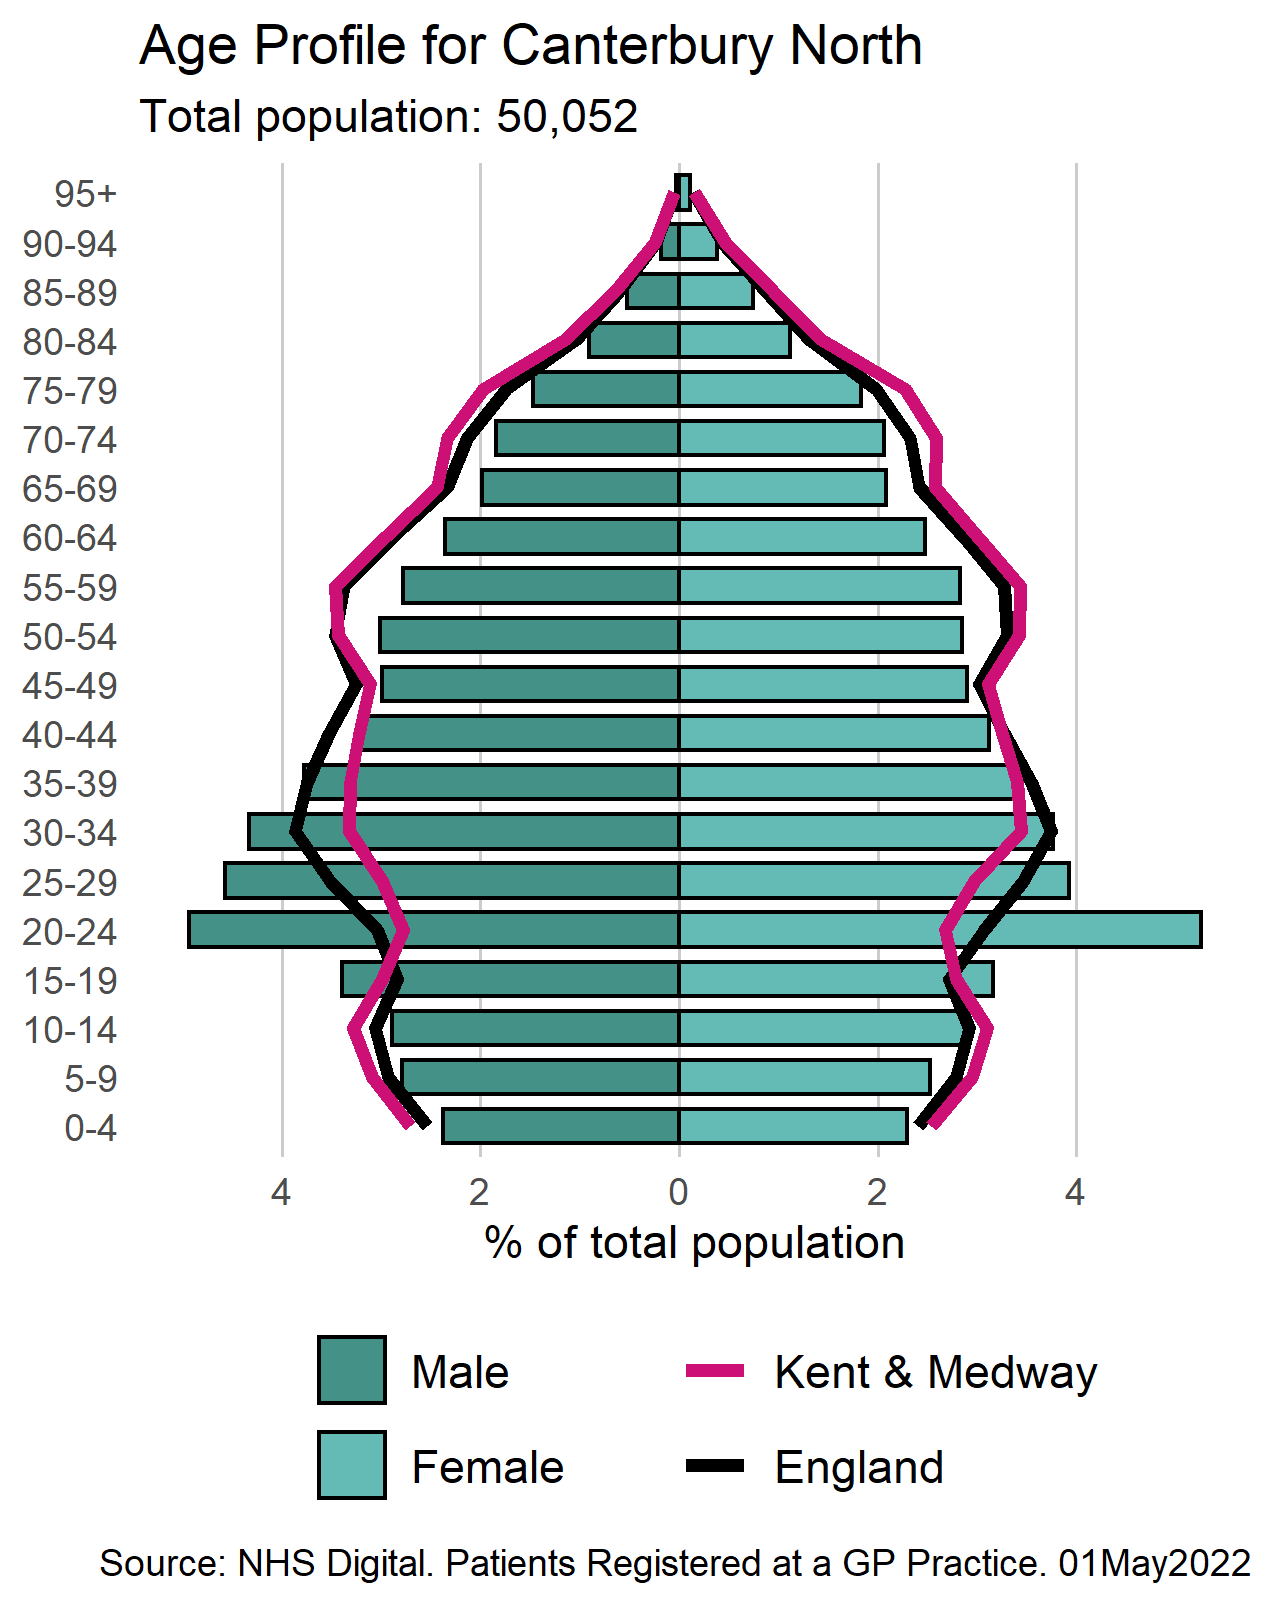 Age Profile for Canterbury North
Total population: 50,052
95+
90-94
85-89
80-84
75-79
70-74
65-69
60-64
55-59
50-54
45-49
40-44
35-39
30-34
25-29
20-24
15-19
10-14
5-9
0-4
4 2 0 2 4
% of total population
Male Kent & Medway
Female England
Source: NHS Digital. Patients Registered at a GP Practice. 01May2022